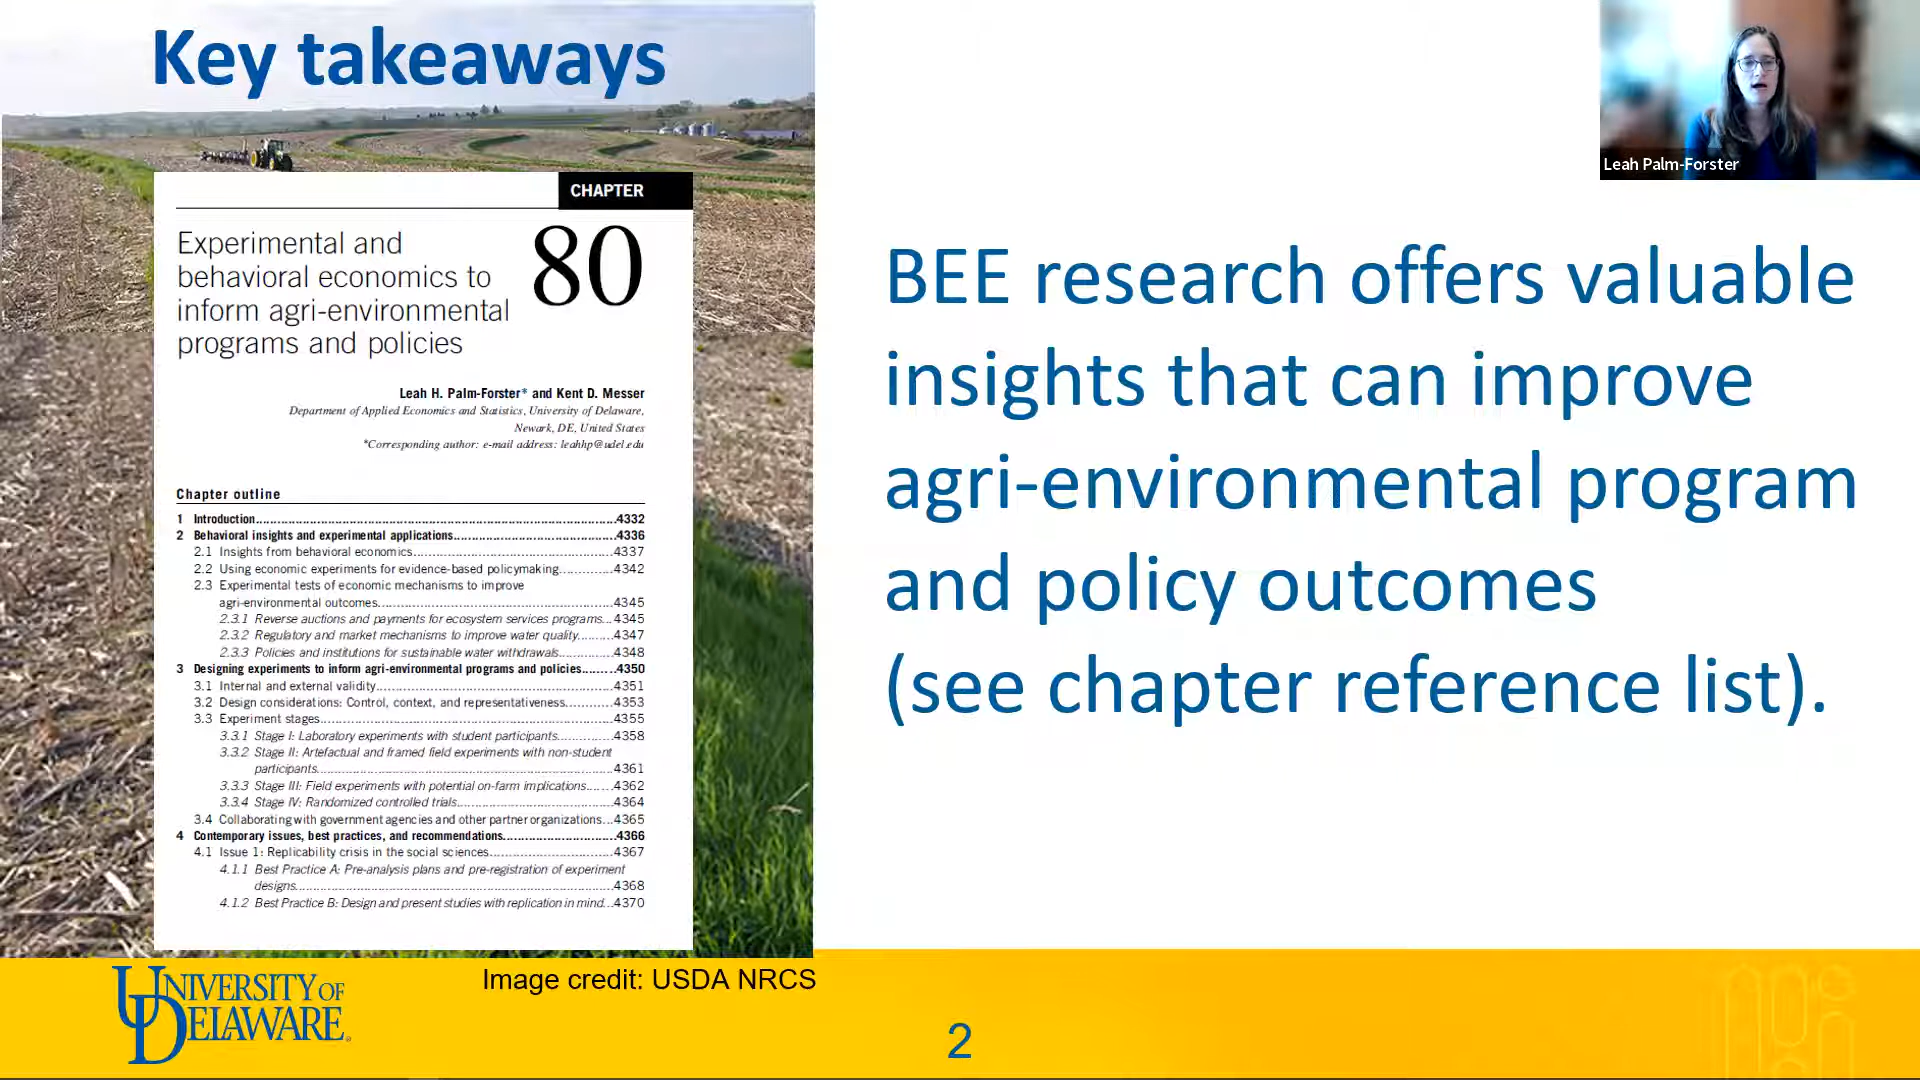 Key takeaways
Leah Palm-Forster
CHAPTER
80
Experimental and
behavioral economics to
inform agri-environmental
programs and policies
Leah H. Palm-Forster* and Kent D. Messer
Department of Applied Economics and Statistics, University of Delaware,
Newark, DE, United States
*Corresponding author: e-mail address: leahhp@udel.edu
Chapter outline
1 Introduction....4332
2 Behavioral insights and experimental applications....4336
2.1 Insights from behavioral economics....4337
2.2 Using economic experiments for evidence-based policymaking....4342
2.3 Experimental tests of economic mechanisms to improve
agri-environmental outcomes....4345
2.3.1 Reverse auctions and payments for ecosystem services programs...4345
2.3.2 Regulatory and market mechanisms to improve water quality....4347
2.3.3 Policies and institutions for sustainable water withdrawals....4348
3 Designing experiments to inform agri-environmental programs and policies....4350
3.1 Internal and external validity....4351
3.2 Design considerations: Control, context, and representativeness....4353
3.3 Experiment stages....4355
3.3.1 Stage I: Laboratory experiments with student participants....4358
3.3.2 Stage II: Artefactual and framed field experiments with non-student
participants....4361
3.3.3 Stage III: Field experiments with potential on-farm implications....4362
3.3.4 Stage IV: Randomized controlled trials....4364
3.4 Collaborating with government agencies and other partner organizations...4365
4 Contemporary issues, best practices, and recommendations....4366
4.1 Issue 1: Replicability crisis in the social sciences....4367
4.1.1 Best Practice A: Pre-analysis plans and pre-registration of experiment
designs....4368
4.1.2 Best Practice B: Design and present studies with replication in mind...4370
BEE research offers valuable
insights that can improve
agri-environmental program
and policy outcomes
(see chapter reference list).
UNIVERSITY OF
DELAWARE
Image credit: USDA NRCS
2